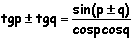 tgp ± tgq = sin(p ± q) / cospcosq